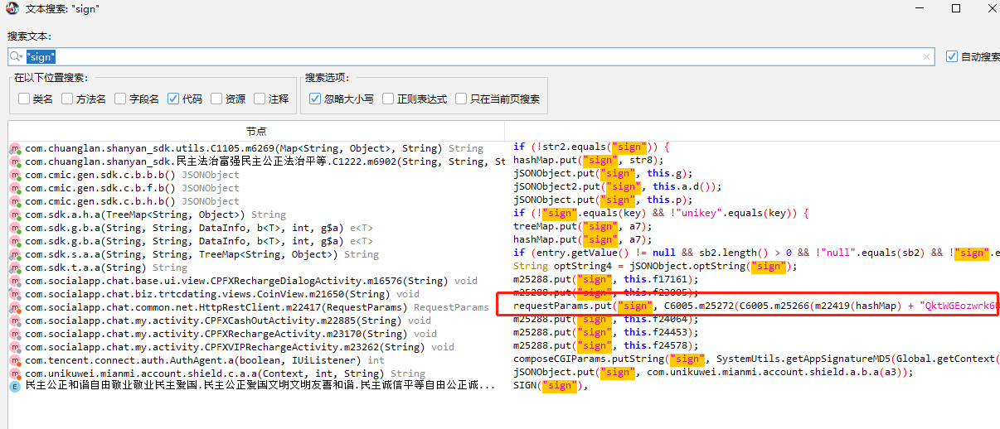 文本搜索: "sign"
搜索文本:
"sign"
自动搜索
在以下位置搜索:
搜索选项:
类名 方法名 字段名 代码 资源 注释
忽略大小写 正则表达式 只在当前页搜索
节点
com.chuanglan.shanyan_sdk.utils.C1105.m6269(Map<String, Object>, String) String if (!str2.equals("sign")) {
com.chuanglan.shanyan_sdk.民主法治富强民主公正法治平等.C1222.m6902(String, String, St hashMap.put("sign", str8);
com.cmic.gen.sdk.c.b.b.b() JSONObject jSONObject.put("sign", this.g);
com.cmic.gen.sdk.c.b.f.b() JSONObject jSONObject2.put("sign", this.a.d());
com.cmic.gen.sdk.c.b.h.b() JSONObject jSONObject.put("sign", this.p);
com.sdk.a.h.a(TreeMap<String, Object>) String if (!"sign".equals(key) && !"unikey".equals(key)) {
com.sdk.g.b.a(String, String, DataInfo, b<T>, int, g$a) e<T> treeMap.put("sign", a7);
com.sdk.g.b.a(String, String, DataInfo, b<T>, int, g$a) e<T> hashMap.put("sign", a7);
com.sdk.s.a.a(String, String, TreeMap<String, Object>) String if (entry.getValue() != null && sb2.length() > 0 && !"null".equals(sb2) && !"sign".e
com.sdk.t.a.a(String) String String optString4 = jSONObject.optString("sign");
com.socialapp.chat.base.ui.view.CPFXRechargeDialogActivity.m16576(String) void m25288.put("sign", this.f17161);
com.socialapp.chat.biz.trtcdating.views.CoinView.m21650(String) void m25288.put("sign", this.f23005);
com.socialapp.chat.common.net.HttpRestClient.m22417(RequestParams) RequestParams requestParams.put("sign", C6005.m25272(C6005.m25266(m22419(hashMap) + "QktWGEozwrk6U
com.socialapp.chat.my.activity.CPFXCashOutActivity.m22885(String) void m25288.put("sign", this.f24064);
com.socialapp.chat.my.activity.CPFXRechargeActivity.m23170(String) void m25288.put("sign", this.f24453);
com.socialapp.chat.my.activity.CPFXVIPRechargeActivity.m23262(String) void m25288.put("sign", this.f24578);
com.tencent.connect.auth.AuthAgent.a(boolean, IUiListener) int composeCGIParams.putString("sign", SystemUtils.getAppSignatureMD5(Global.getContext(
com.unikuwei.mianmi.account.shield.c.a.a(Context, int, String) String jSONObject.put("sign", com.unikuwei.mianmi.account.shield.a.b.a(a3));
民主公正和谐自由敬业敬业民主爱国.民主公正爱国文明文明友善和谐.民主诚信平等自由公正诚... SIGN("sign"),